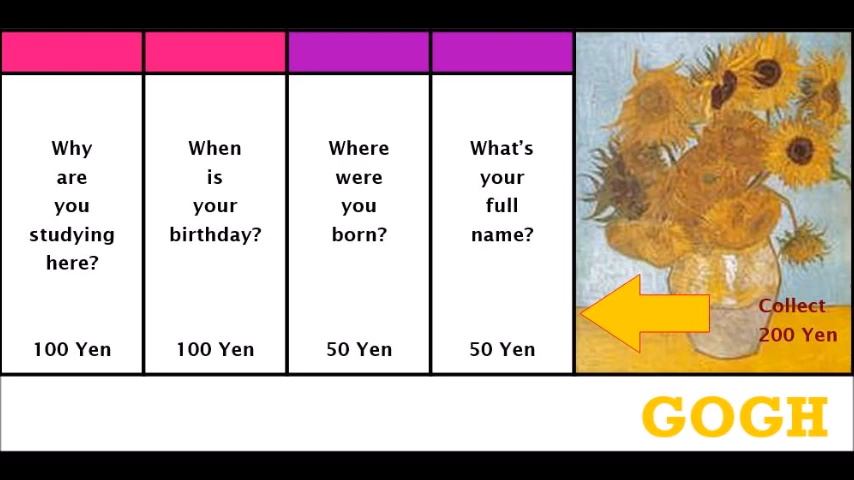 Why
are
you
studying
here?
100 Yen
When
is
your
birthday?
100 Yen
Where
were
you
born?
50 Yen
What's
your
full
name?
50 Yen
Collect
200 Yen
GOGH